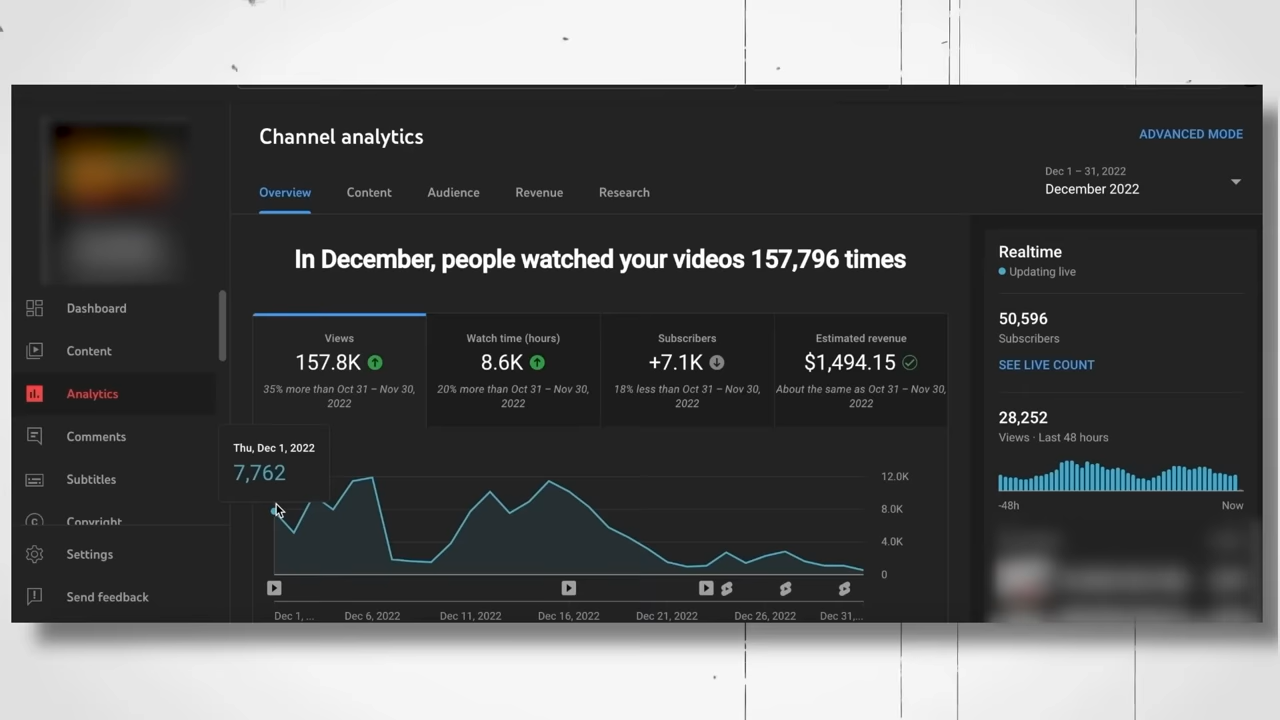 Channel analytics
ADVANCED MODE
Dec 1 – 31, 2022
December 2022
Overview
Content
Audience
Revenue
Research
In December, people watched your videos 157,796 times
Views
157.8K
35% more than Oct 31 – Nov 30,
2022
Watch time (hours)
8.6K
20% more than Oct 31 – Nov 30,
2022
Subscribers
+7.1K
18% less than Oct 31 – Nov 30,
2022
Estimated revenue
$1,494.15
About the same as Oct 31 – Nov 30,
2022
Thu, Dec 1, 2022
7,762
12.0K
8.0K
4.0K
0
Dec 1, ...
Dec 6, 2022
Dec 11, 2022
Dec 16, 2022
Dec 21, 2022
Dec 26, 2022
Dec 31,...
Dashboard
Content
Analytics
Comments
Subtitles
Copyright
Settings
Send feedback
Realtime
Updating live
50,596
Subscribers
SEE LIVE COUNT
28,252
Views · Last 48 hours
-48h
Now